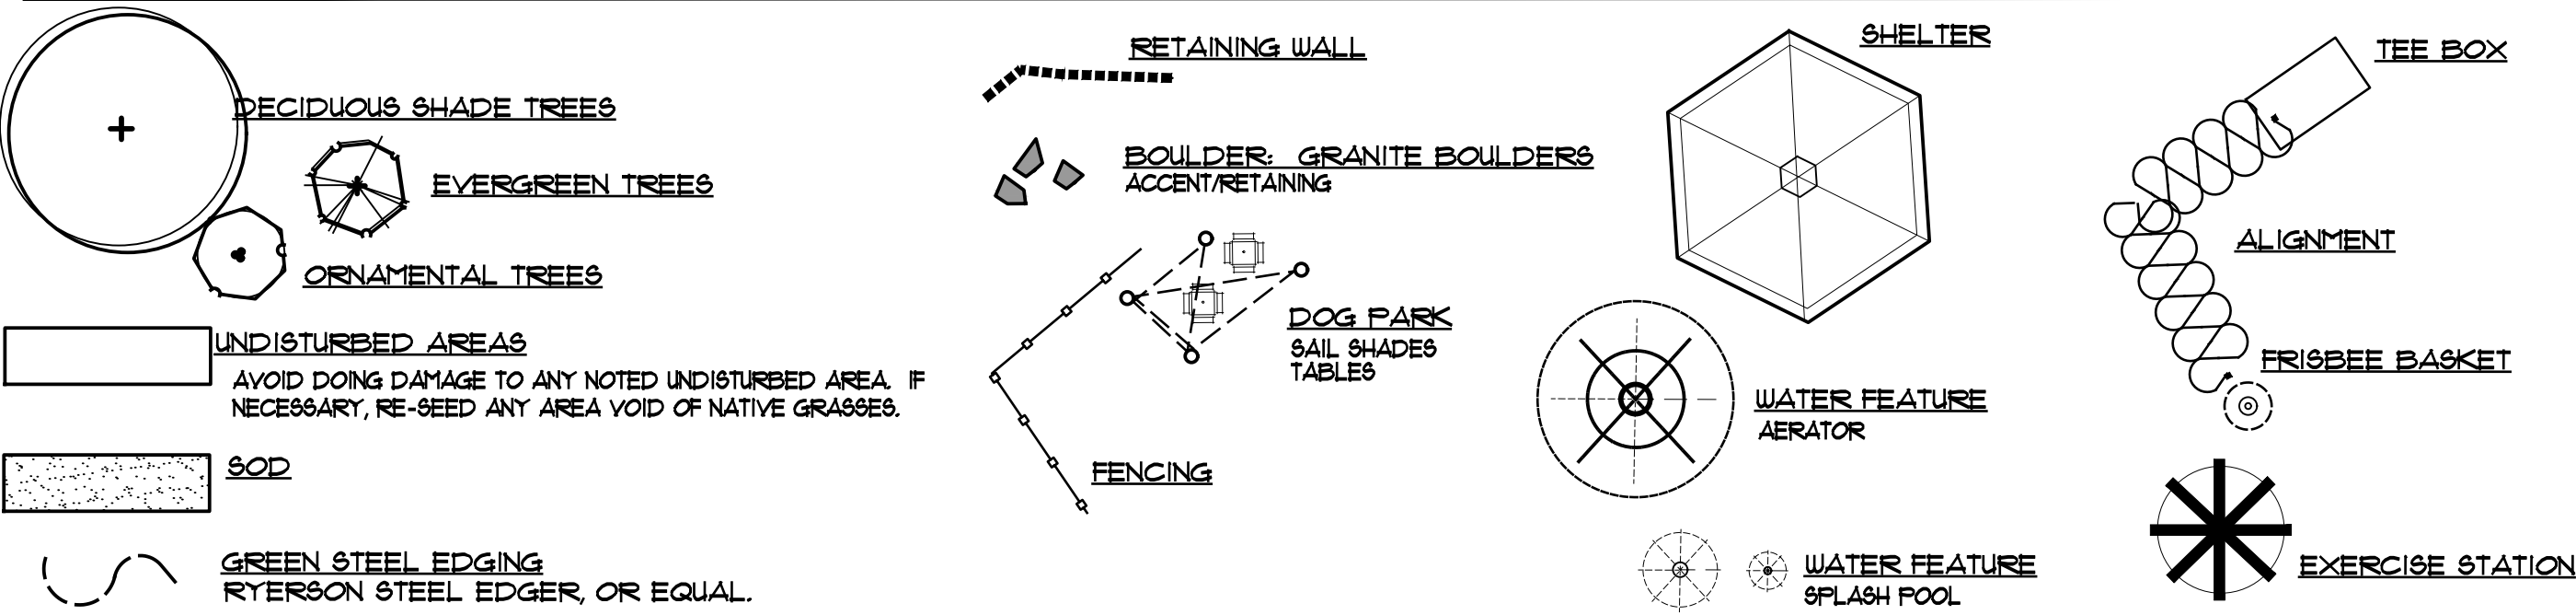 DECIDUOUS SHADE TREES
EVERGREEN TREES
ORNAMENTAL TREES
UNDISTURBED AREAS
AVOID DOING DAMAGE TO ANY NOTED UNDISTURBED AREA. IF
NECESSARY, RE-SEED ANY AREA VOID OF NATIVE GRASSES.
SOD
GREEN STEEL EDGING
RYERSON STEEL EDGER, OR EQUAL.
RETAINING WALL
BOULDER: GRANITE BOULDERS
ACCENT/RETAINING
DOG PARK
SAIL SHADES
TABLES
FENCING
SHELTER
WATER FEATURE
AERATOR
WATER FEATURE
SPLASH POOL
TEE BOX
ALIGNMENT
FRISBEE BASKET
EXERCISE STATION